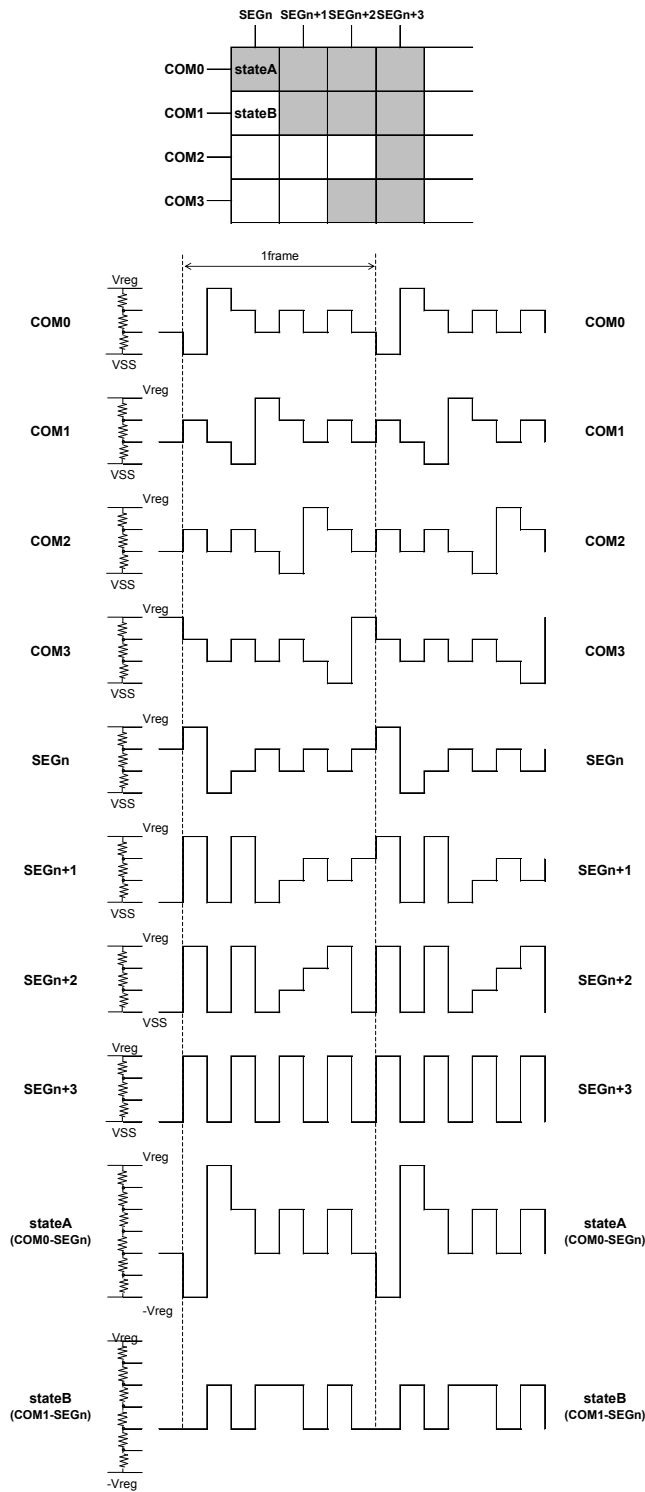 SEGn SEGn+1 SEGn+2 SEGn+3
COM0 stateA
COM1 stateB
COM2
COM3
1frame
Vreg
COM0 COM0
VSS
Vreg
COM1 COM1
VSS
Vreg
COM2 COM2
VSS
Vreg
COM3 COM3
VSS
Vreg
SEGn SEGn
VSS
Vreg
SEGn+1 SEGn+1
VSS
Vreg
SEGn+2 SEGn+2
VSS
Vreg
SEGn+3 SEGn+3
VSS
Vreg
stateA stateA
(COM0-SEGn) (COM0-SEGn)
-Vreg
Vreg
stateB stateB
(COM1-SEGn) (COM1-SEGn)
-Vreg